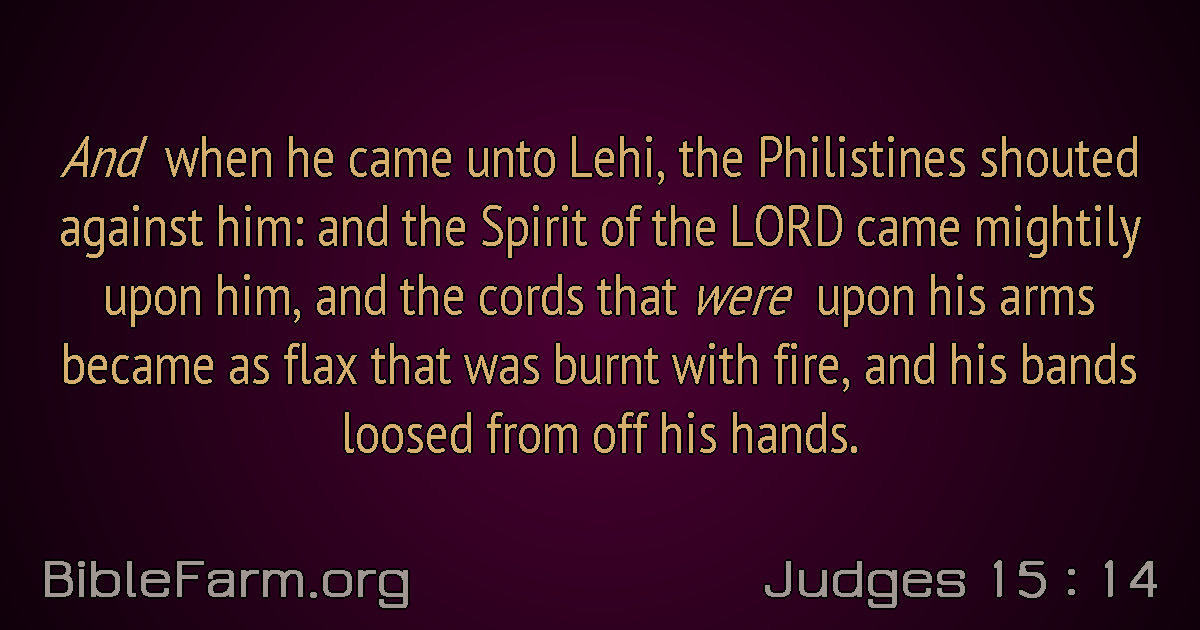 And when he came unto Lehi, the Philistines shouted
against him: and the Spirit of the LORD came mightily
upon him, and the cords that were upon his arms
became as flax that was burnt with fire, and his bands
loosed from off his hands.
BibleFarm.org
Judges 15 : 14